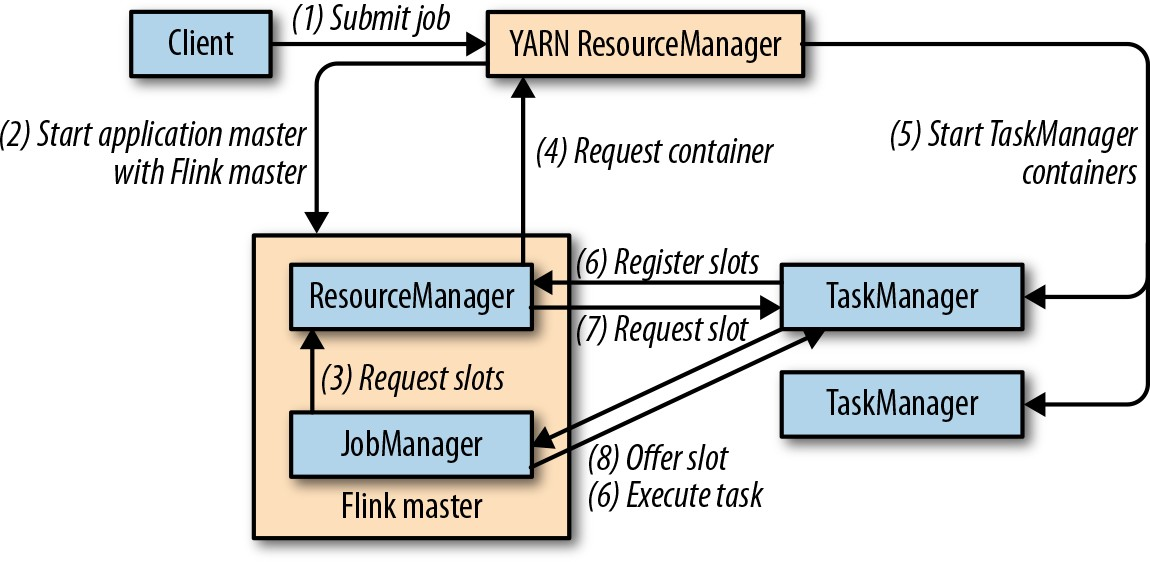 (1) Submit job
Client
YARN ResourceManager
(2) Start application master
with Flink master
(4) Request container
(5) Start TaskManager
containers
(6) Register slots
ResourceManager
TaskManager
(7) Request slot
(3) Request slots
TaskManager
JobManager
(8) Offer slot
(6) Execute task
Flink master